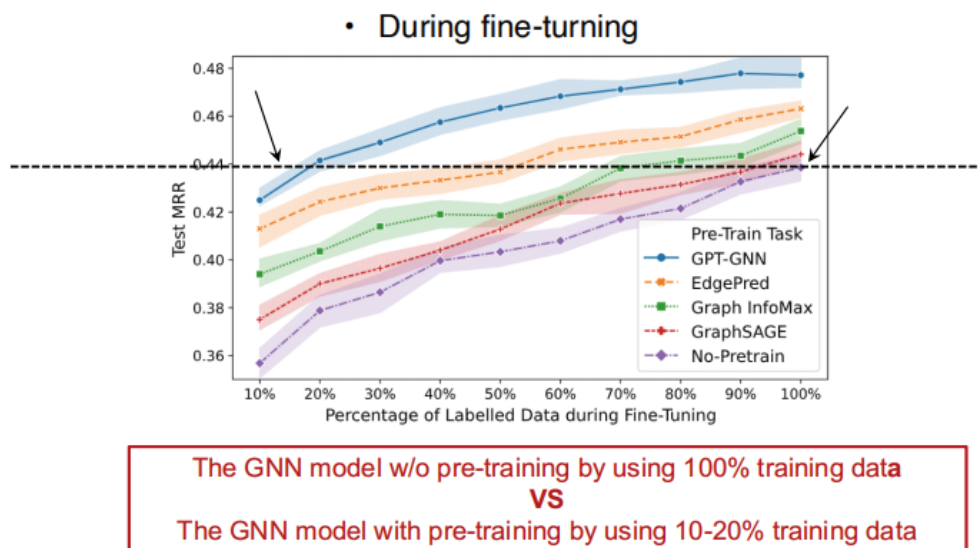 • During fine-turning
Test MRR
0.48
0.46
0.44
0.42
0.40
0.38
0.36
Pre-Train Task
GPT-GNN
EdgePred
Graph InfoMax
GraphSAGE
No-Pretrain
10% 20% 30% 40% 50% 60% 70% 80% 90% 100%
Percentage of Labelled Data during Fine-Tuning
The GNN model w/o pre-training by using 100% training data
VS
The GNN model with pre-training by using 10-20% training data